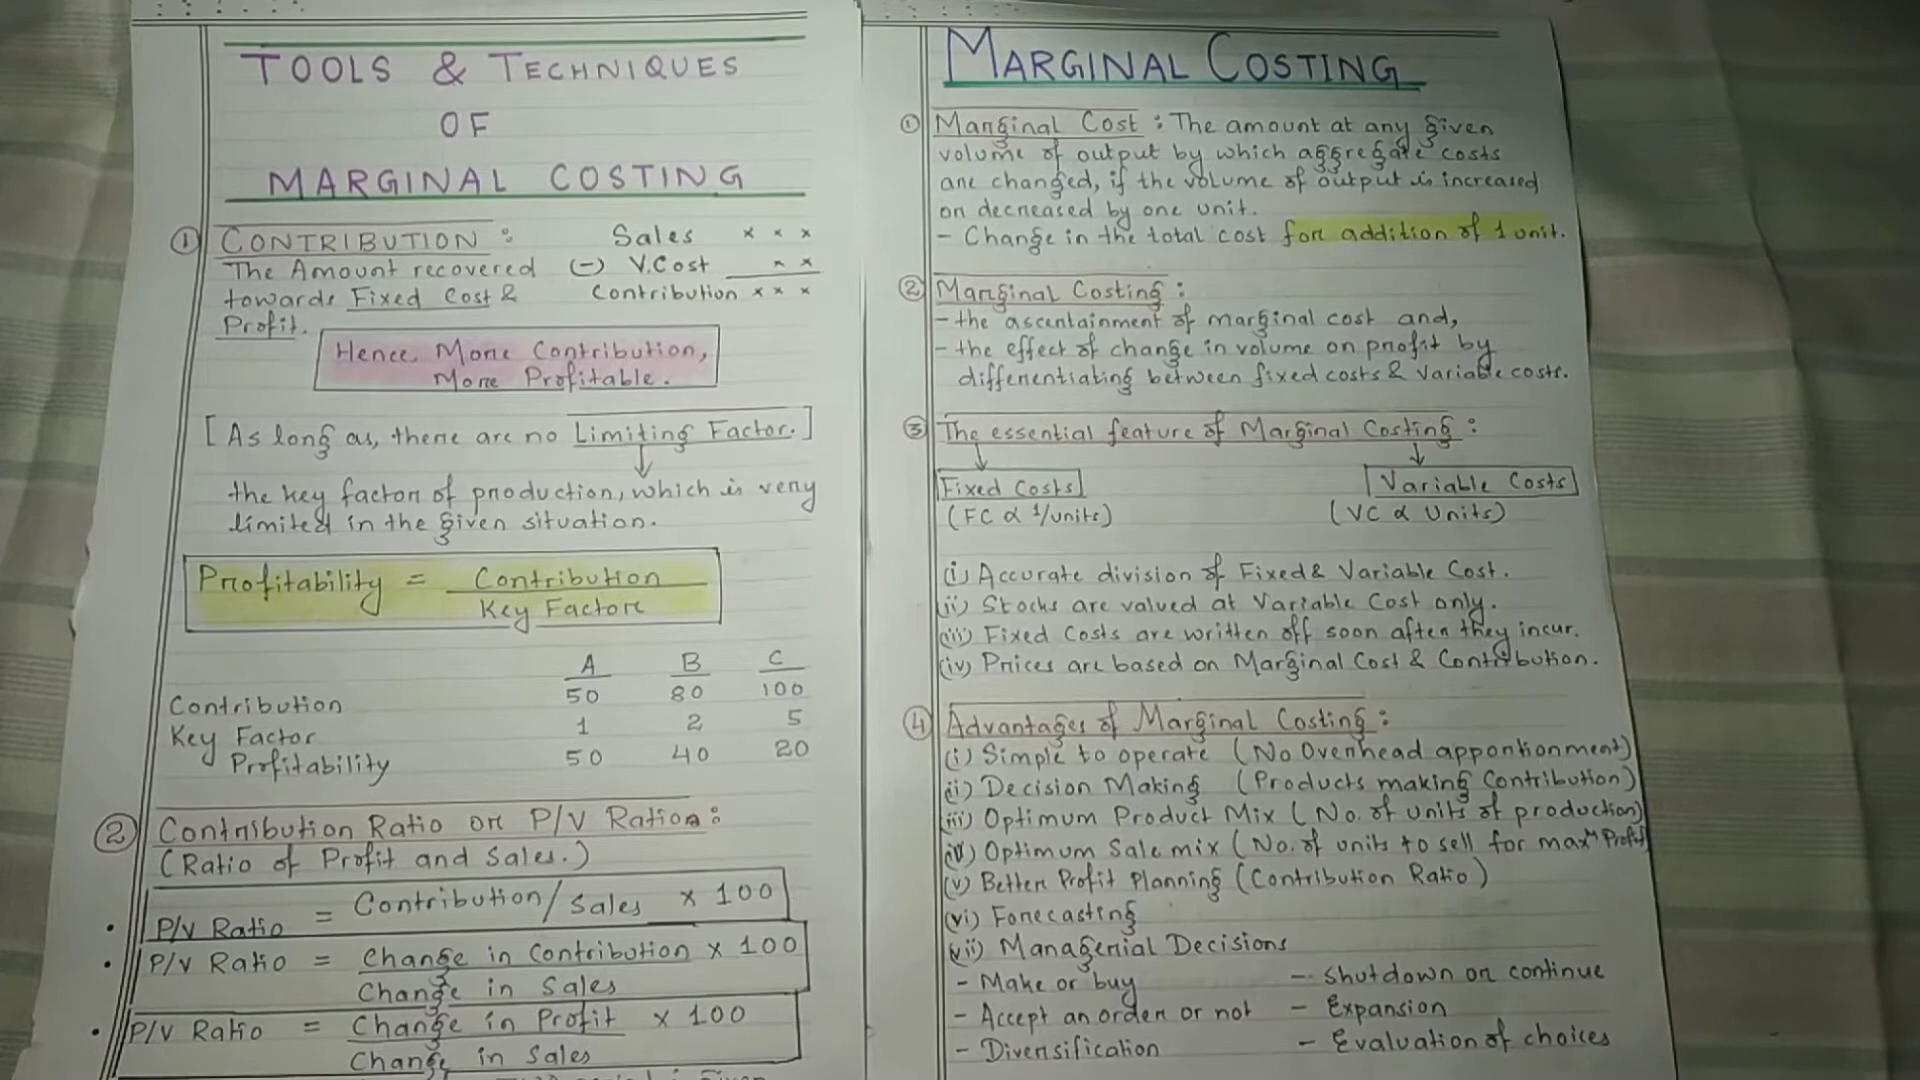 TOOLS & TECHNIQUES
OF
MARGINAL COSTING
① CONTRIBUTION :
The Amount recovered
towards Fixed Cost &
Profit.
Sales x x x
(-) V.Cost x x
Contribution x x x
Hence More Contribution,
More Profitable.
[As long as, there are no Limiting Factor.]
↓
the key factor of production, which is very
limited in the given situation.
Profitability = Contribution
Key Factor
A B C
Contribution 50 80 100
Key Factor 1 2 5
Profitability 50 40 20
② Contribution Ratio or P/V Ratio :
(Ratio of Profit and Sales.)
• P/V Ratio = Contribution/Sales x 100
• P/V Ratio = Change in Contribution x 100
Change in Sales
• P/V Ratio = Change in Profit x 100
Change in Sales
MARGINAL COSTING
① Marginal Cost : The amount at any given
volume of output by which aggregate costs
are changed, if the volume of output is increased
or decreased by one unit.
- Change in the total cost for addition of 1 unit.
② Marginal Costing :
- the ascertainment of marginal cost and,
- the effect of change in volume on profit by
differentiating between fixed costs & variable costs.
③ The essential feature of Marginal Costing :
↓ ↓
Fixed Costs Variable Costs
(FC α 1/units) (VC α Units)
(i) Accurate division of Fixed & Variable Cost.
(ii) Stocks are valued at Variable Cost only.
(iii) Fixed Costs are written off soon after they incur.
(iv) Prices are based on Marginal Cost & Contribution.
④ Advantages of Marginal Costing :
(i) Simple to operate (No Overhead apportionment)
(ii) Decision Making (Products making Contribution)
(iii) Optimum Product Mix (No. of units of production)
(iv) Optimum Sale mix (No. of units to sell for maxᵐ Profit)
(v) Better Profit Planning (Contribution Ratio)
(vi) Forecasting
(vii) Managerial Decisions
- Make or buy - Shutdown or continue
- Accept an order or not - Expansion
- Diversification - Evaluation of choices